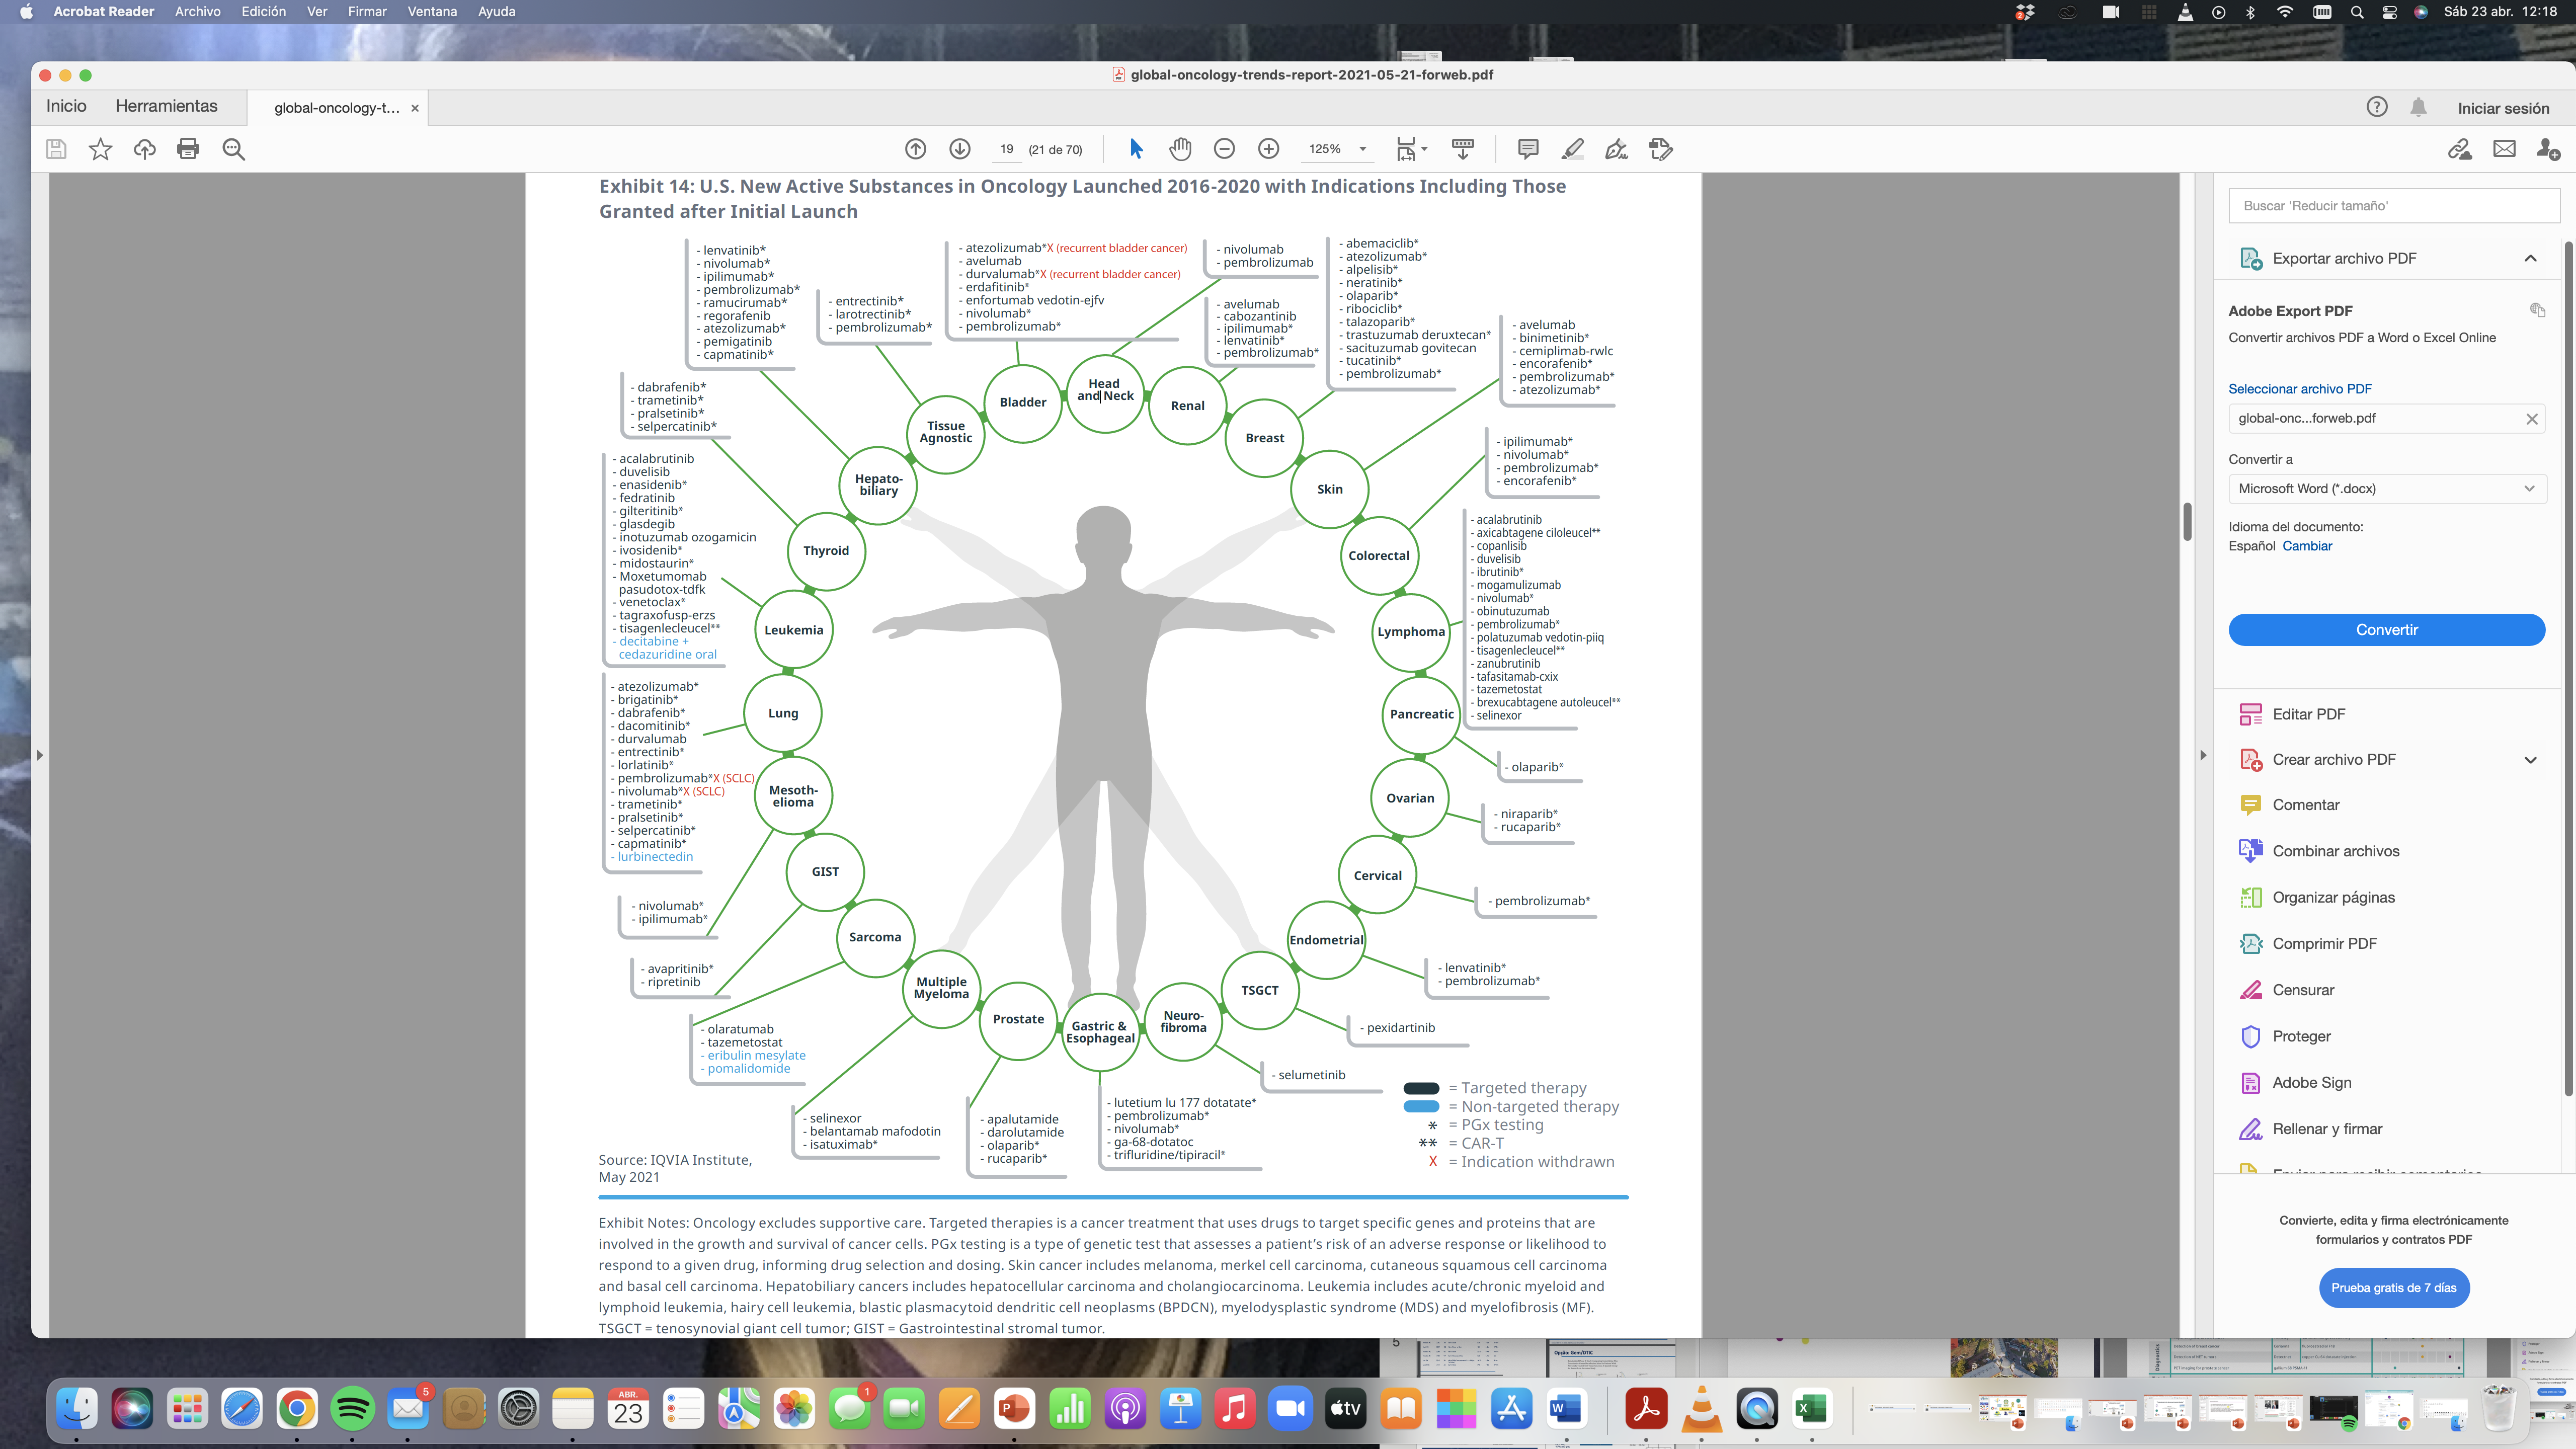 Acrobat Reader Archivo Edición Ver Firmar Ventana Ayuda
2
Sáb 23 abr. 12:18
global-oncology-trends-report-2021-05-21-forweb.pdf
Inicio Herramientas global-oncology-t... ×
? Iniciar sesión
19 (21 de 70) 125%
Exhibit 14: U.S. New Active Substances in Oncology Launched 2016-2020 with Indications Including Those
Granted after Initial Launch
- lenvatinib*
- nivolumab*
- ipilimumab*
- pembrolizumab*
- ramucirumab*
- regorafenib
- atezolizumab*
- pemigatinib
- capmatinib*
- entrectinib*
- larotrectinib*
- pembrolizumab*
- atezolizumab*X (recurrent bladder cancer)
- avelumab
- durvalumab*X (recurrent bladder cancer)
- erdafitinib*
- enfortumab vedotin-ejfv
- nivolumab*
- pembrolizumab*
- nivolumab
- pembrolizumab
- avelumab
- cabozantinib
- ipilimumab*
- lenvatinib*
- pembrolizumab*
- abemaciclib*
- atezolizumab*
- alpelisib*
- neratinib*
- olaparib*
- ribociclib*
- talazoparib*
- trastuzumab deruxtecan*
- sacituzumab govitecan
- tucatinib*
- pembrolizumab*
- avelumab
- binimetinib*
- cemiplimab-rwlc
- encorafenib*
- pembrolizumab*
- atezolizumab*
- dabrafenib*
- trametinib*
- pralsetinib*
- selpercatinib*
- ipilimumab*
- nivolumab*
- pembrolizumab*
- encorafenib*
- acalabrutinib
- duvelisib
- enasidenib*
- fedratinib
- gilteritinib*
- glasdegib
- inotuzumab ozogamicin
- ivosidenib*
- midostaurin*
- Moxetumomab
pasudotox-tdfk
- venetoclax*
- tagraxofusp-erzs
- tisagenlecleucel**
- decitabine +
cedazuridine oral
- acalabrutinib
- axicabtagene ciloleucel**
- copanlisib
- duvelisib
- ibrutinib*
- mogamulizumab
- nivolumab*
- obinutuzumab
- pembrolizumab*
- polatuzumab vedotin-piiq
- tisagenlecleucel**
- zanubrutinib
- tafasitamab-cxix
- tazemetostat
- brexucabtagene autoleucel**
- selinexor
- atezolizumab*
- brigatinib*
- dabrafenib*
- dacomitinib*
- durvalumab
- entrectinib*
- lorlatinib*
- pembrolizumab*X (SCLC)
- nivolumab*X (SCLC)
- trametinib*
- pralsetinib*
- selpercatinib*
- capmatinib*
- lurbinectedin
- olaparib*
- niraparib*
- rucaparib*
- pembrolizumab*
- nivolumab*
- ipilimumab*
- avapritinib*
- ripretinib
- lenvatinib*
- pembrolizumab*
- pexidartinib
- olaratumab
- tazemetostat
- eribulin mesylate
- pomalidomide
- selumetinib
- selinexor
- belantamab mafodotin
- isatuximab*
- apalutamide
- darolutamide
- olaparib*
- rucaparib*
- lutetium lu 177 dotatate*
- pembrolizumab*
- nivolumab*
- ga-68-dotatoc
- trifluridine/tipiracil*
Head
and Neck
Bladder
Renal
Tissue
Agnostic
Breast
Hepato-
biliary
Skin
Thyroid
Colorectal
Leukemia
Lymphoma
Lung
Pancreatic
Mesoth-
elioma
Ovarian
GIST
Cervical
Sarcoma
Endometrial
Multiple
Myeloma
TSGCT
Prostate
Gastric &
Esophageal
Neuro-
fibroma
= Targeted therapy
= Non-targeted therapy
* = PGx testing
** = CAR-T
X = Indication withdrawn
Source: IQVIA Institute,
May 2021
Exhibit Notes: Oncology excludes supportive care. Targeted therapies is a cancer treatment that uses drugs to target specific genes and proteins that are
involved in the growth and survival of cancer cells. PGx testing is a type of genetic test that assesses a patient's risk of an adverse response or likelihood to
respond to a given drug, informing drug selection and dosing. Skin cancer includes melanoma, merkel cell carcinoma, cutaneous squamous cell carcinoma
and basal cell carcinoma. Hepatobiliary cancers includes hepatocellular carcinoma and cholangiocarcinoma. Leukemia includes acute/chronic myeloid and
lymphoid leukemia, hairy cell leukemia, blastic plasmacytoid dendritic cell neoplasms (BPDCN), myelodysplastic syndrome (MDS) and myelofibrosis (MF).
TSGCT = tenosynovial giant cell tumor; GIST = Gastrointestinal stromal tumor.
Buscar 'Reducir tamaño'
Exportar archivo PDF
Adobe Export PDF
Convertir archivos PDF a Word o Excel Online
Seleccionar archivo PDF
global-onc...forweb.pdf
Convertir a
Microsoft Word (*.docx)
Idioma del documento:
Español Cambiar
Convertir
Editar PDF
Crear archivo PDF
Comentar
Combinar archivos
Organizar páginas
Comprimir PDF
Censurar
Proteger
Adobe Sign
Rellenar y firmar
Convierte, edita y firma electrónicamente
formularios y contratos PDF
Prueba gratis de 7 días
5
5
ABR.
23
1
P
tv
W
X